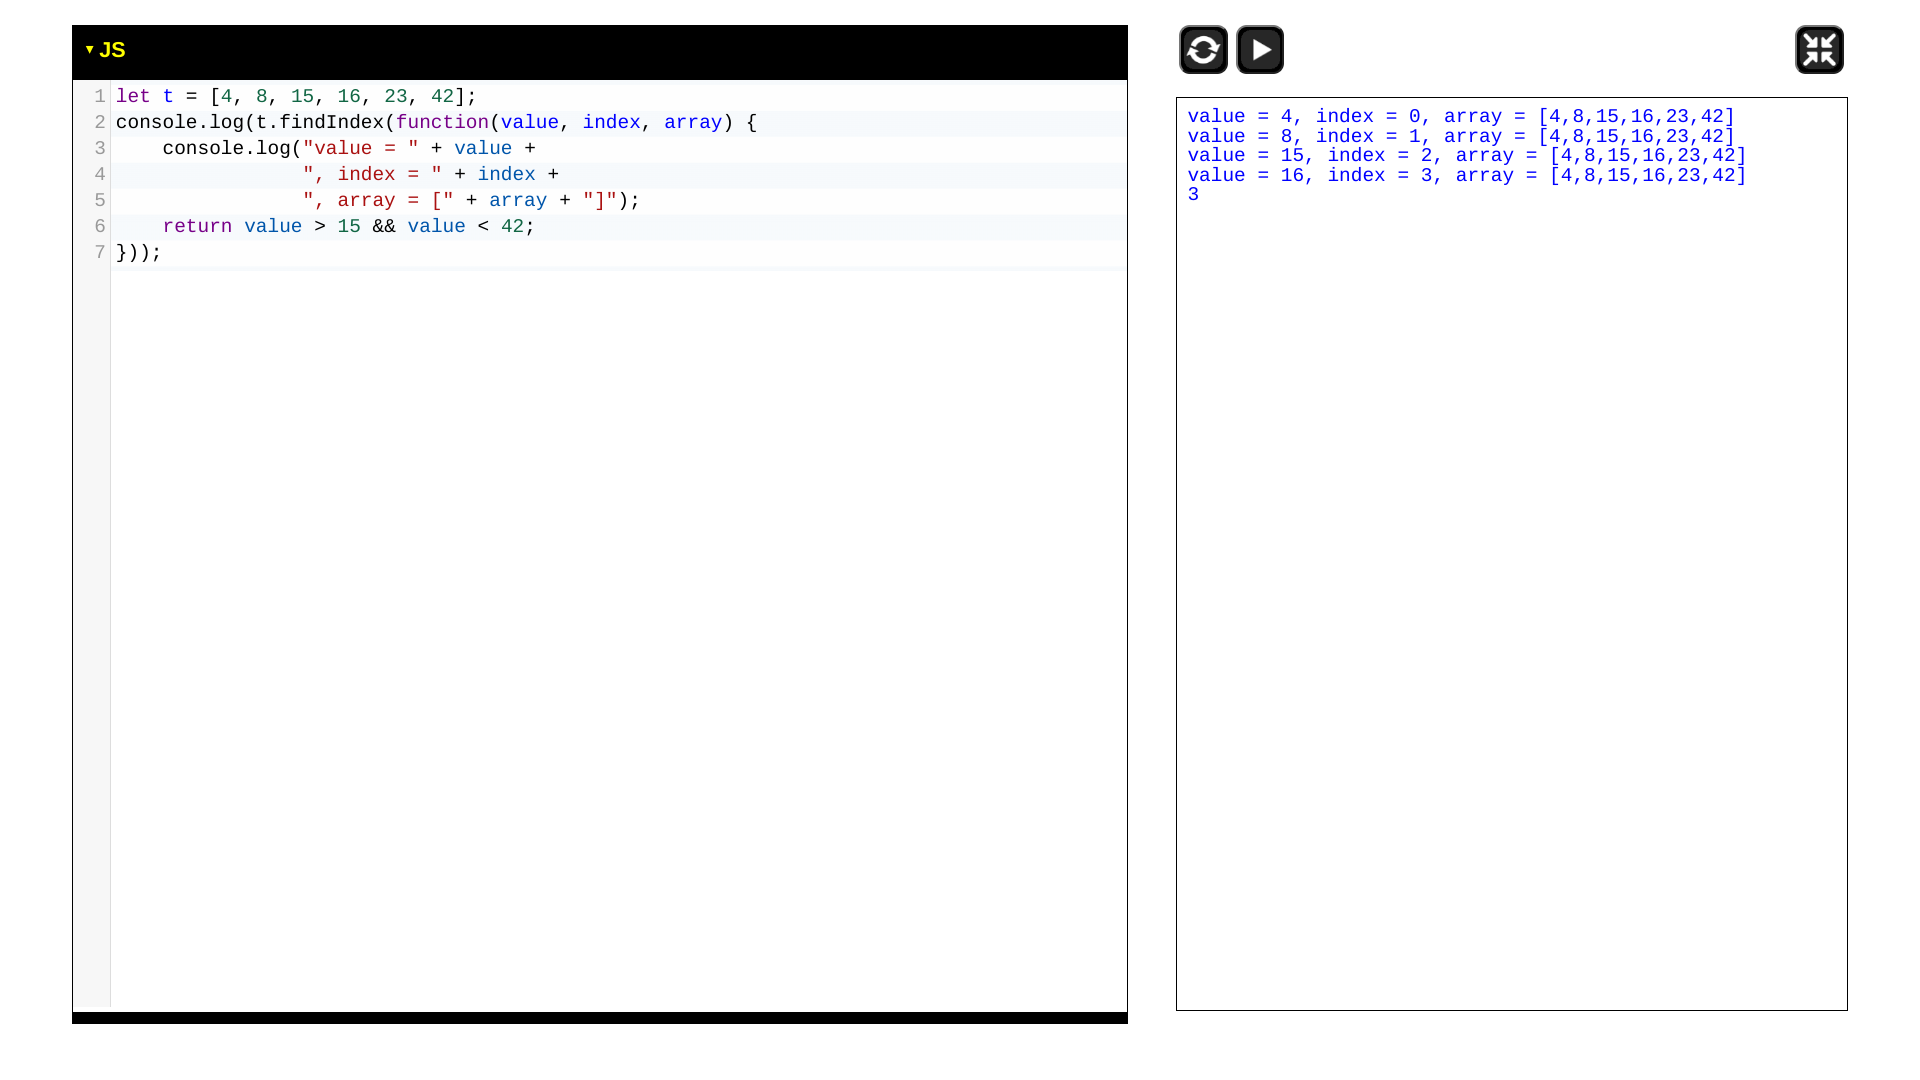 ▾ JS
1 let t = [4, 8, 15, 16, 23, 42];
2 console.log(t.findIndex(function(value, index, array) {
3     console.log("value = " + value +
4                 ", index = " + index +
5                 ", array = [" + array + "]");
6     return value > 15 && value < 42;
7 }));
value = 4, index = 0, array = [4,8,15,16,23,42]
value = 8, index = 1, array = [4,8,15,16,23,42]
value = 15, index = 2, array = [4,8,15,16,23,42]
value = 16, index = 3, array = [4,8,15,16,23,42]
3